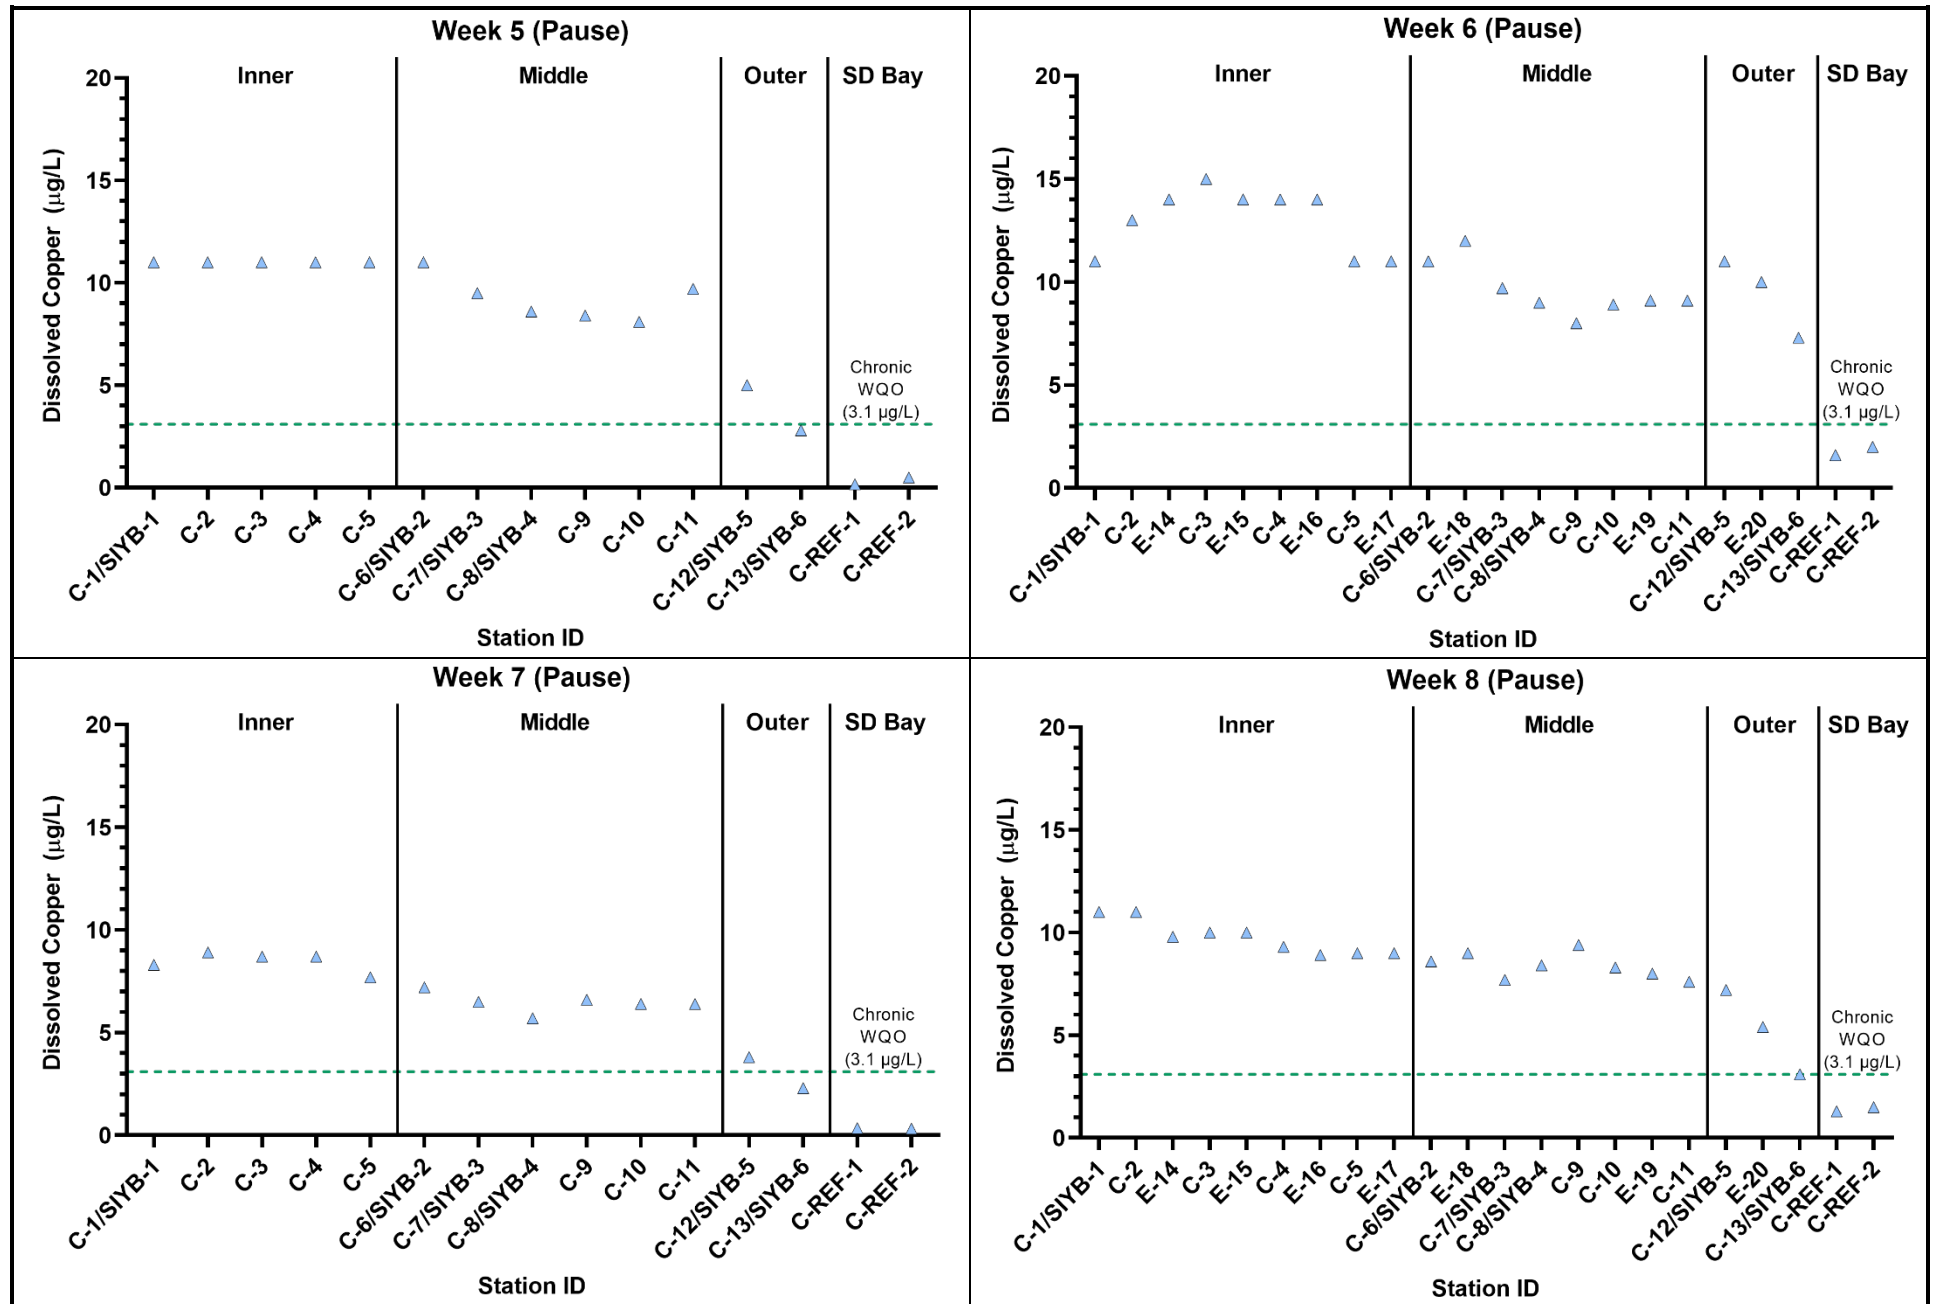 Week 5 (Pause)
Inner
Middle
Outer
SD Bay
20
15
10
5
0
Dissolved Copper (µg/L)
Chronic
WQO
(3.1 µg/L)
C-1/SIYB-1
C-2
C-3
C-4
C-5
C-6/SIYB-2
C-7/SIYB-3
C-8/SIYB-4
C-9
C-10
C-11
C-12/SIYB-5
C-13/SIYB-6
C-REF-1
C-REF-2
Station ID
Week 6 (Pause)
Inner
Middle
Outer
SD Bay
20
15
10
5
0
Dissolved Copper (µg/L)
Chronic
WQO
(3.1 µg/L)
C-1/SIYB-1
C-2
E-14
C-3
E-15
C-4
E-16
C-5
E-17
C-6/SIYB-2
E-18
C-7/SIYB-3
C-8/SIYB-4
C-9
C-10
E-19
C-11
C-12/SIYB-5
E-20
C-13/SIYB-6
C-REF-1
C-REF-2
Station ID
Week 7 (Pause)
Inner
Middle
Outer
SD Bay
20
15
10
5
0
Dissolved Copper (µg/L)
Chronic
WQO
(3.1 µg/L)
C-1/SIYB-1
C-2
C-3
C-4
C-5
C-6/SIYB-2
C-7/SIYB-3
C-8/SIYB-4
C-9
C-10
C-11
C-12/SIYB-5
C-13/SIYB-6
C-REF-1
C-REF-2
Station ID
Week 8 (Pause)
Inner
Middle
Outer
SD Bay
20
15
10
5
0
Dissolved Copper (µg/L)
Chronic
WQO
(3.1 µg/L)
C-1/SIYB-1
C-2
E-14
C-3
E-15
C-4
E-16
C-5
E-17
C-6/SIYB-2
E-18
C-7/SIYB-3
C-8/SIYB-4
C-9
C-10
E-19
C-11
C-12/SIYB-5
E-20
C-13/SIYB-6
C-REF-1
C-REF-2
Station ID